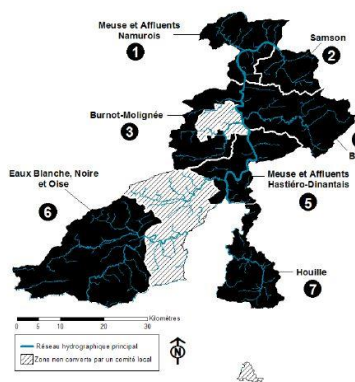 Meuse et Affluents
Namurois
1
Samson
2
Burnot-Molignée
3
Eaux Blanche, Noire
et Oise
6
Meuse et Affluents
Hastière-Dinantais
5
Houille
7
Kilomètres
0 5 10 20 30
Réseau hydrographique principal
Zone non couverte par un comité local
N